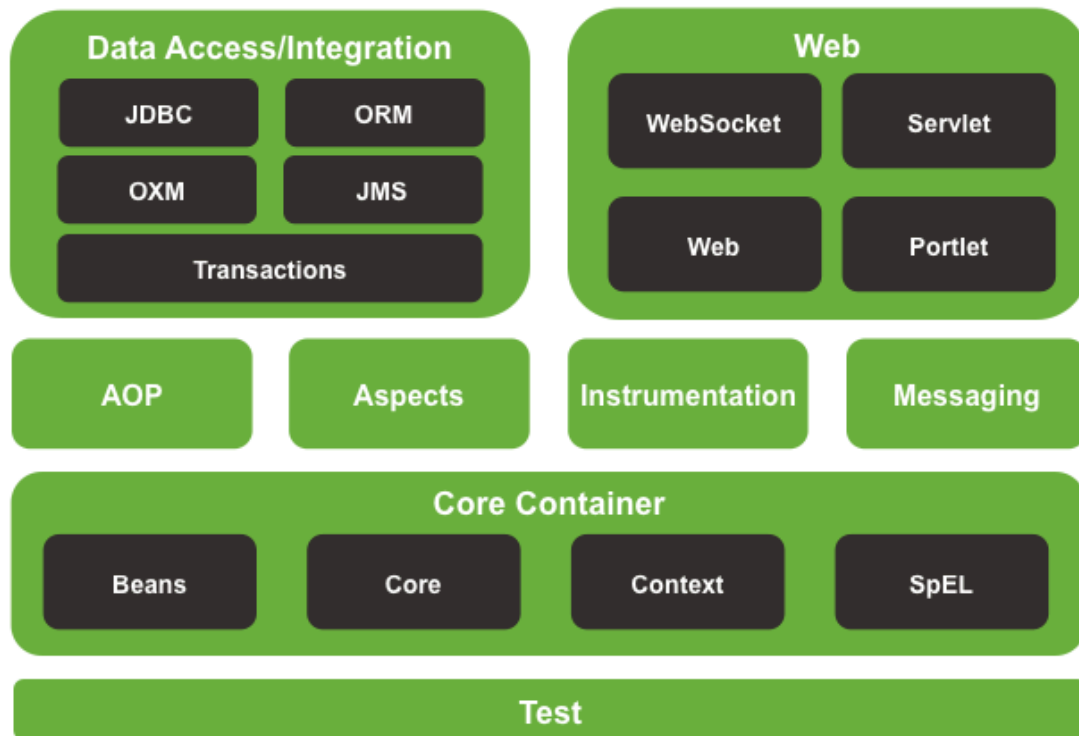 Data Access/Integration
JDBC
ORM
OXM
JMS
Transactions
Web
WebSocket
Servlet
Web
Portlet
AOP
Aspects
Instrumentation
Messaging
Core Container
Beans
Core
Context
SpEL
Test